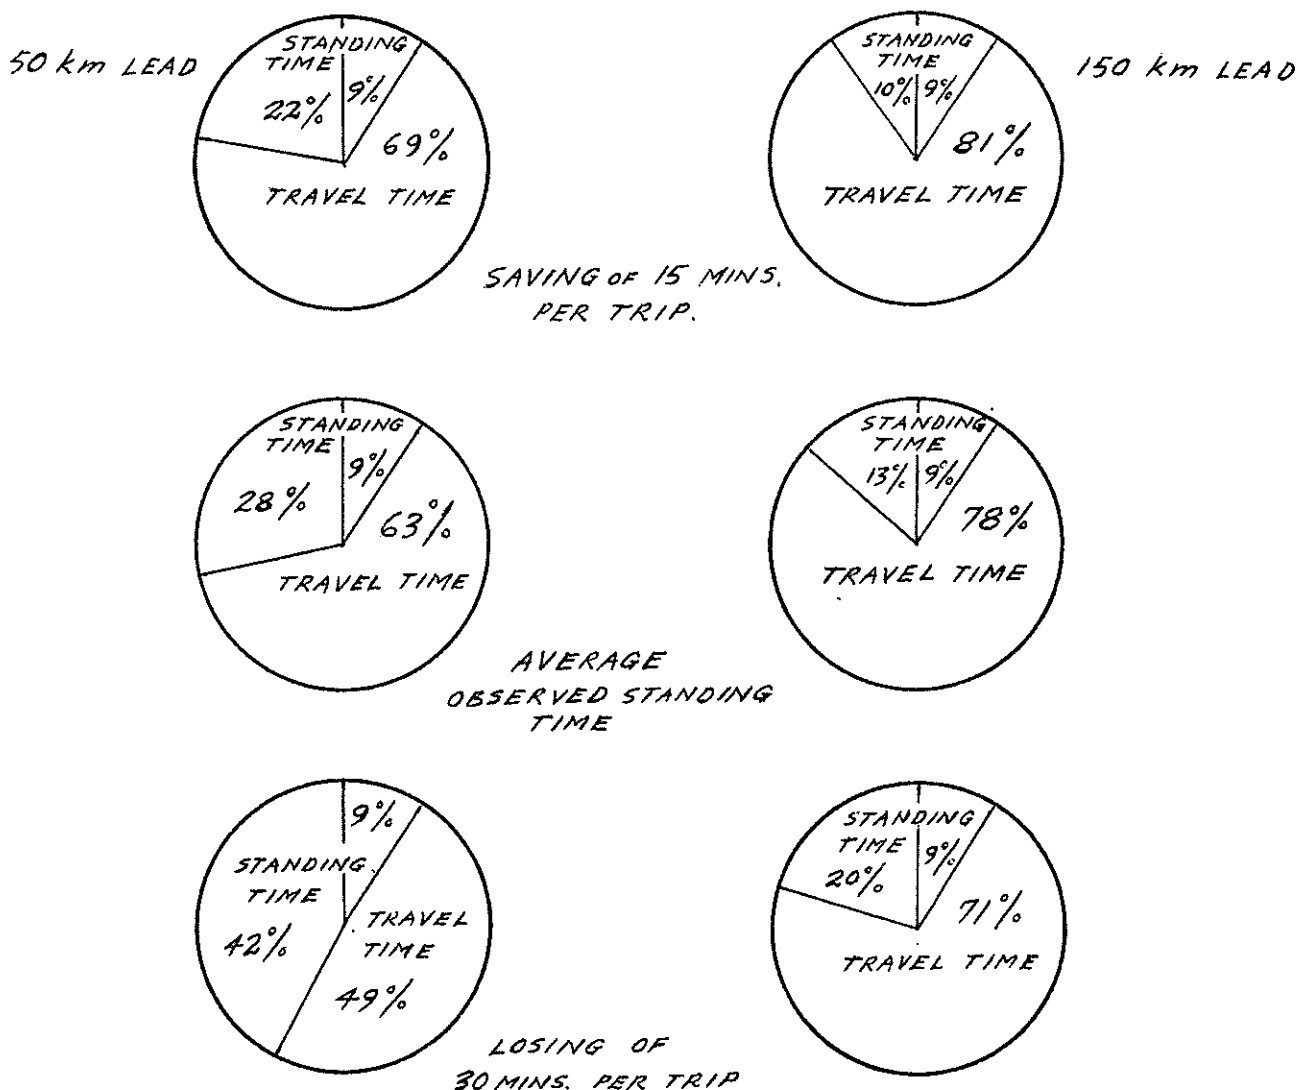 50 km LEAD
STANDING
TIME
22%
9%
69%
TRAVEL TIME
150 km LEAD
STANDING
TIME
10%
9%
81%
TRAVEL TIME
SAVING OF 15 MINS.
PER TRIP.
STANDING
TIME
28%
9%
63%
TRAVEL TIME
STANDING
TIME
13%
9%
78%
TRAVEL TIME
AVERAGE
OBSERVED STANDING
TIME
9%
STANDING
TIME
42%
TRAVEL
TIME
49%
STANDING
TIME
20%
9%
71%
TRAVEL TIME
LOSING OF
30 MINS. PER TRIP